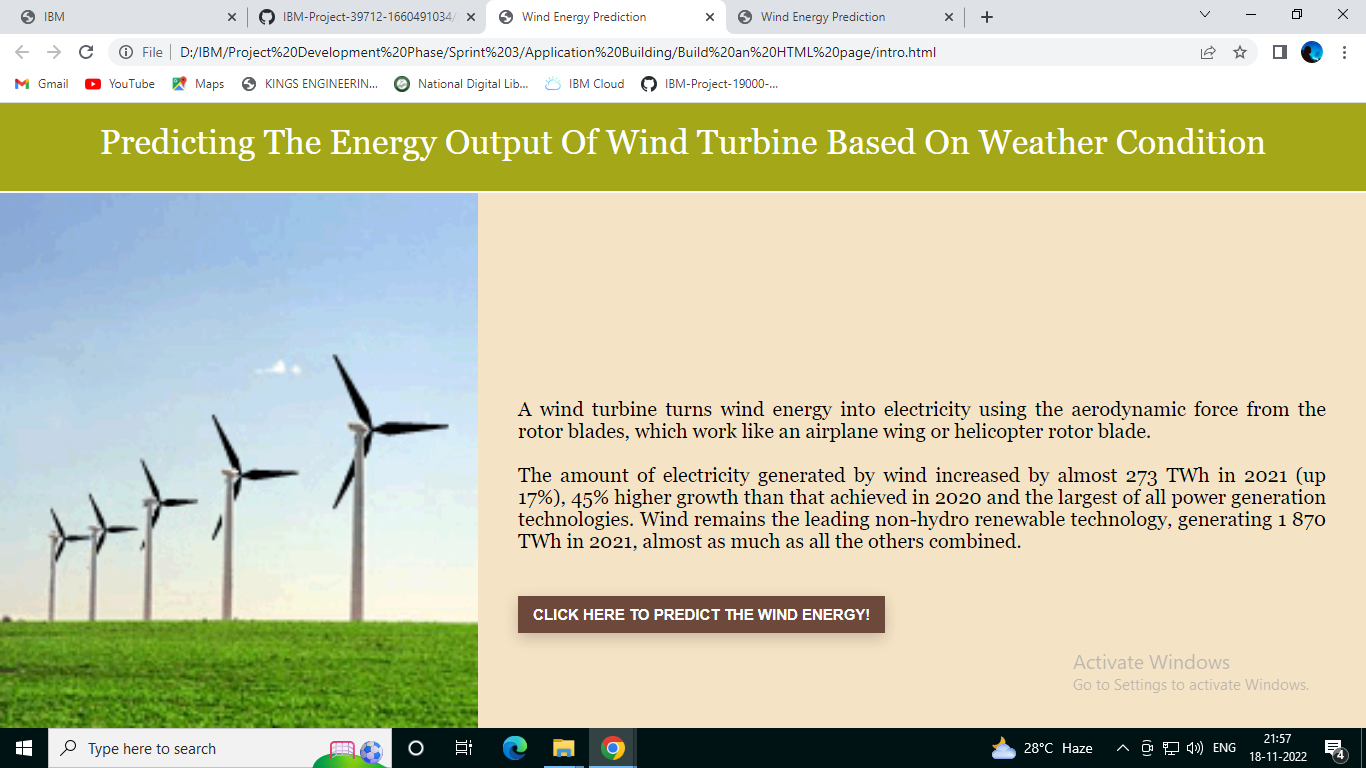 IBM
IBM-Project-39712-1660491034/
Wind Energy Prediction
Wind Energy Prediction
File
D:/IBM/Project%20Development%20Phase/Sprint%203/Application%20Building/Build%20an%20HTML%20page/intro.html
Gmail
YouTube
Maps
KINGS ENGINEERIN...
National Digital Lib...
IBM Cloud
IBM-Project-19000-...
Predicting The Energy Output Of Wind Turbine Based On Weather Condition
A wind turbine turns wind energy into electricity using the aerodynamic force from the
rotor blades, which work like an airplane wing or helicopter rotor blade.
The amount of electricity generated by wind increased by almost 273 TWh in 2021 (up
17%), 45% higher growth than that achieved in 2020 and the largest of all power generation
technologies. Wind remains the leading non-hydro renewable technology, generating 1 870
TWh in 2021, almost as much as all the others combined.
CLICK HERE TO PREDICT THE WIND ENERGY!
Activate Windows
Go to Settings to activate Windows.
Type here to search
28°C Haze
ENG
21:57
18-11-2022
4